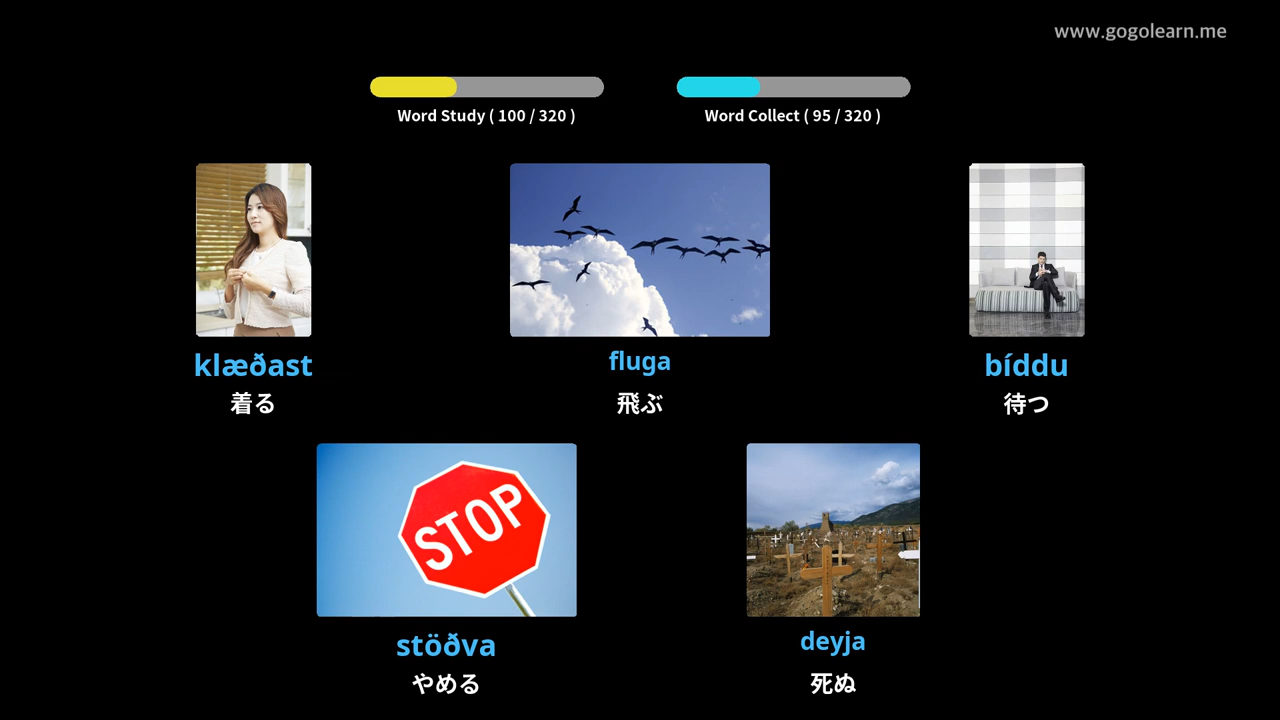 www.gogolearn.me
Word Study ( 100 / 320 )
Word Collect ( 95 / 320 )
klæðast
着る
fluga
飛ぶ
bíddu
待つ
STOP
stöðva
やめる
deyja
死ぬ